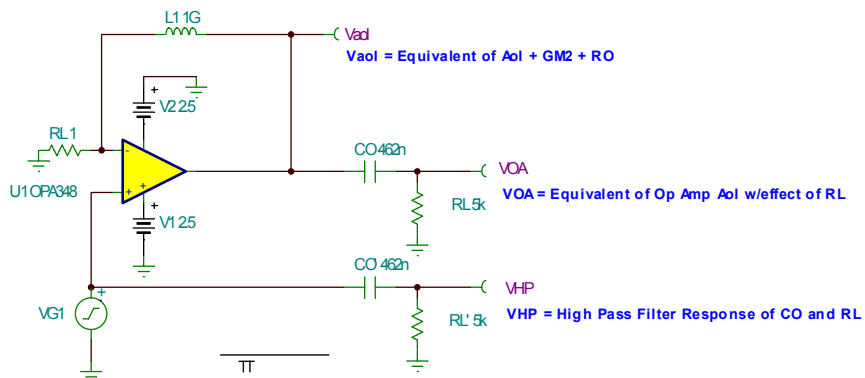 L1 1G
Vaol
Vaol = Equivalent of Aol + GM2 + RO
+
V2 2.5
RL 1
CO 462n
VOA
-
+ +
U1 OPA348
VOA = Equivalent of Op Amp Aol w/effect of RL
RL 5k
+
V1 2.5
CO' 462n
VHP
+
VG1
VHP = High Pass Filter Response of CO and RL
RL' 5k